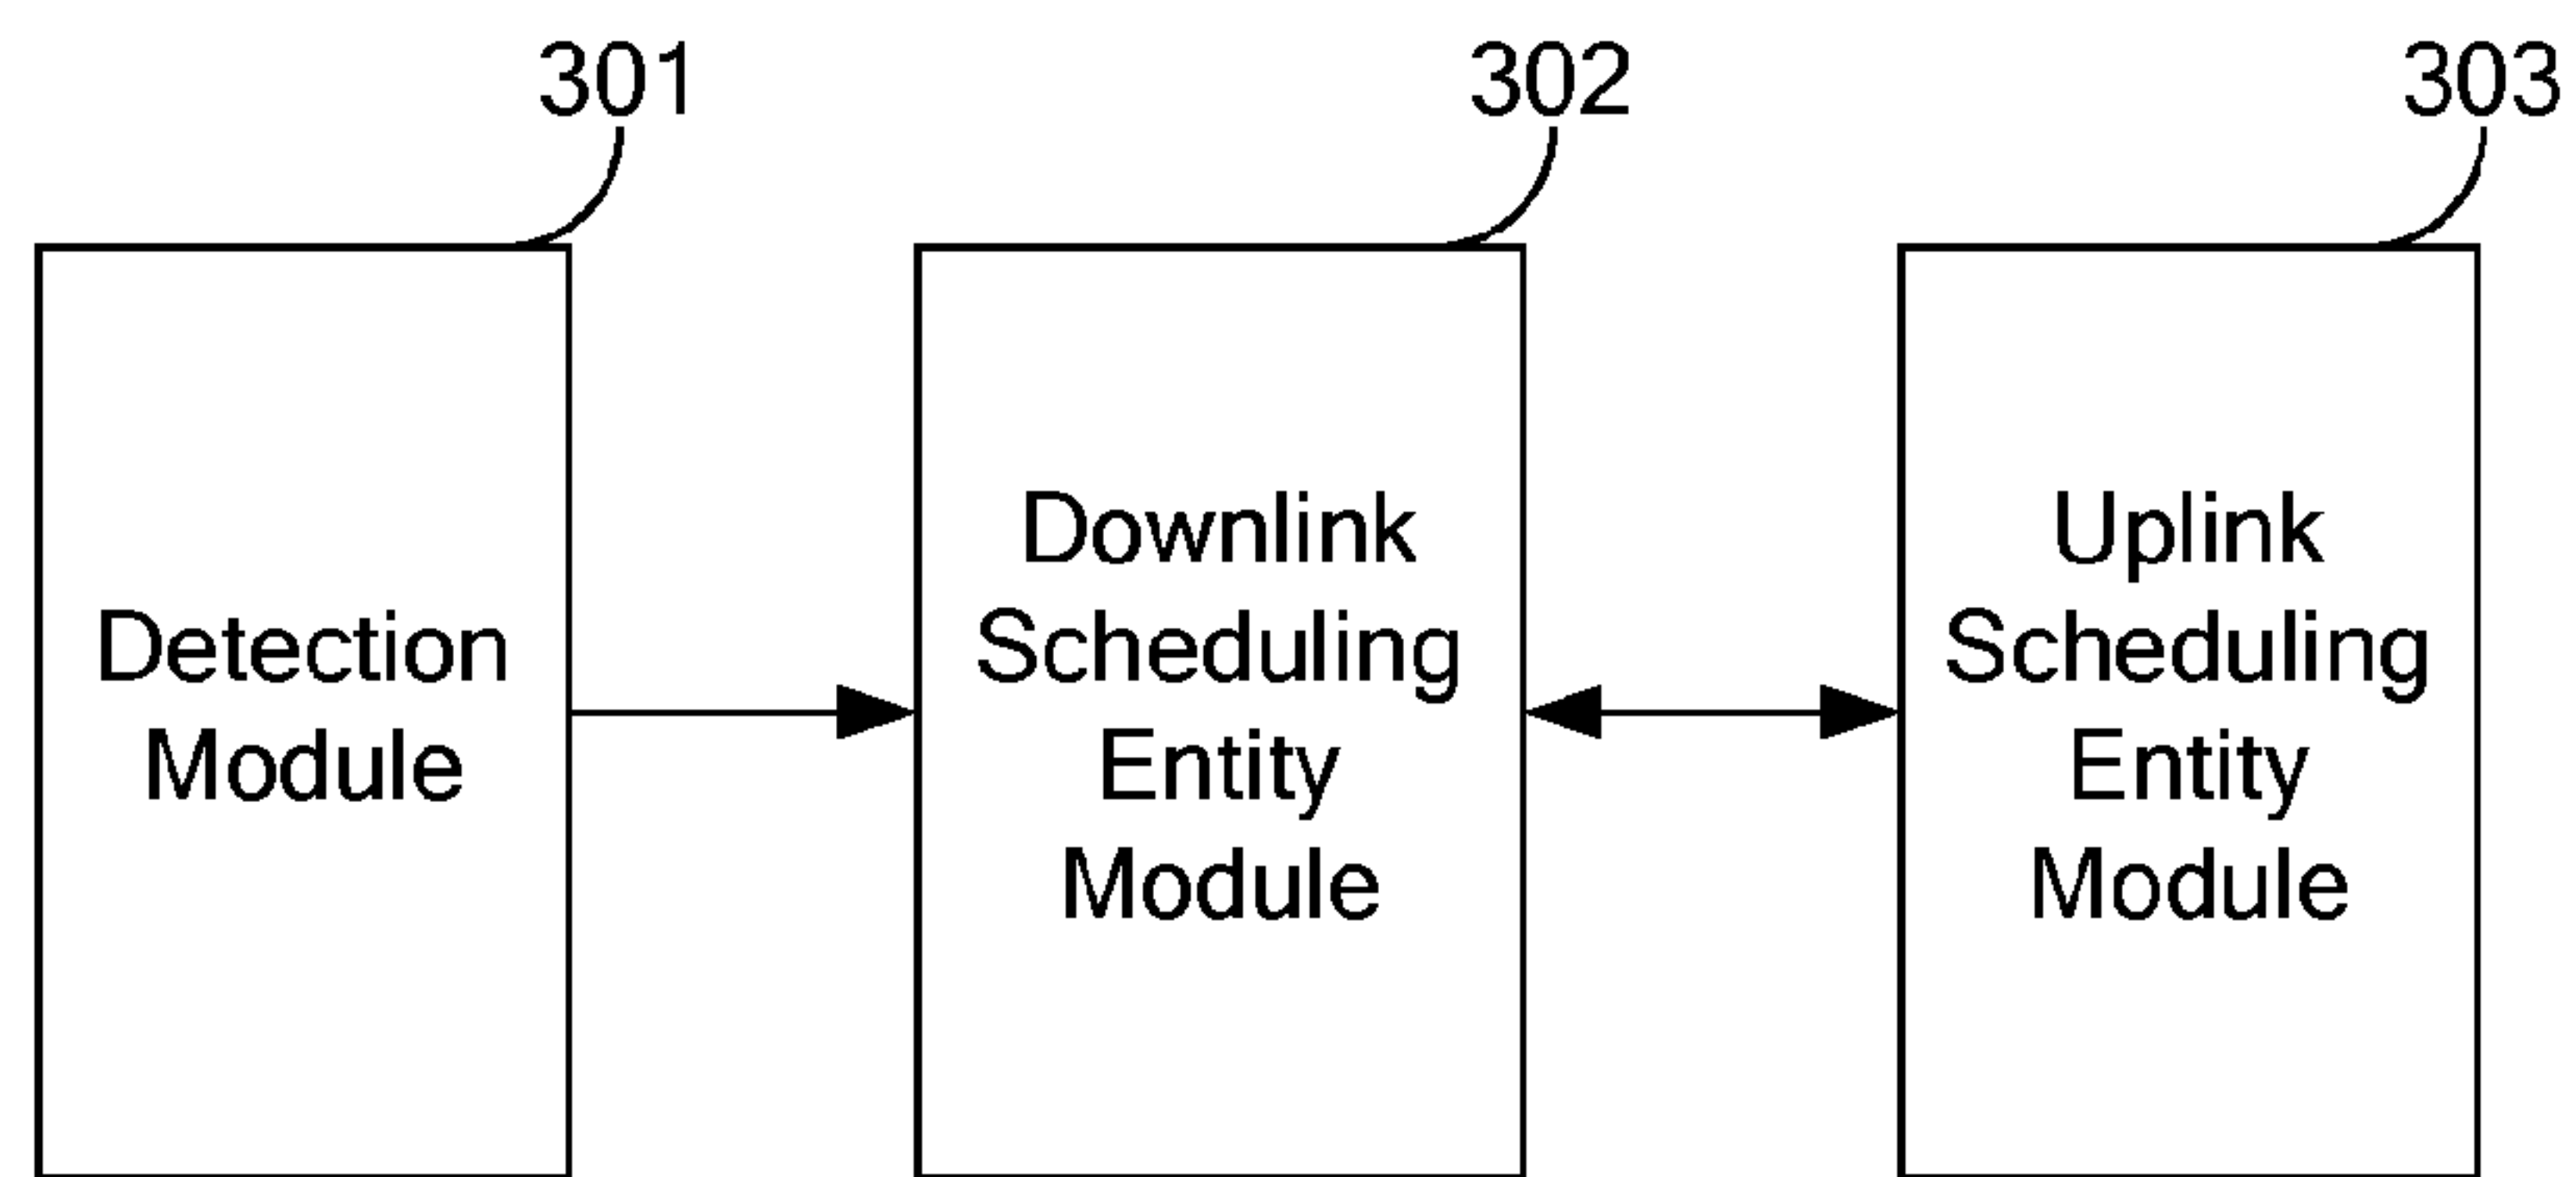 301
302
303
Detection
Module
Downlink
Scheduling
Entity
Module
Uplink
Scheduling
Entity
Module